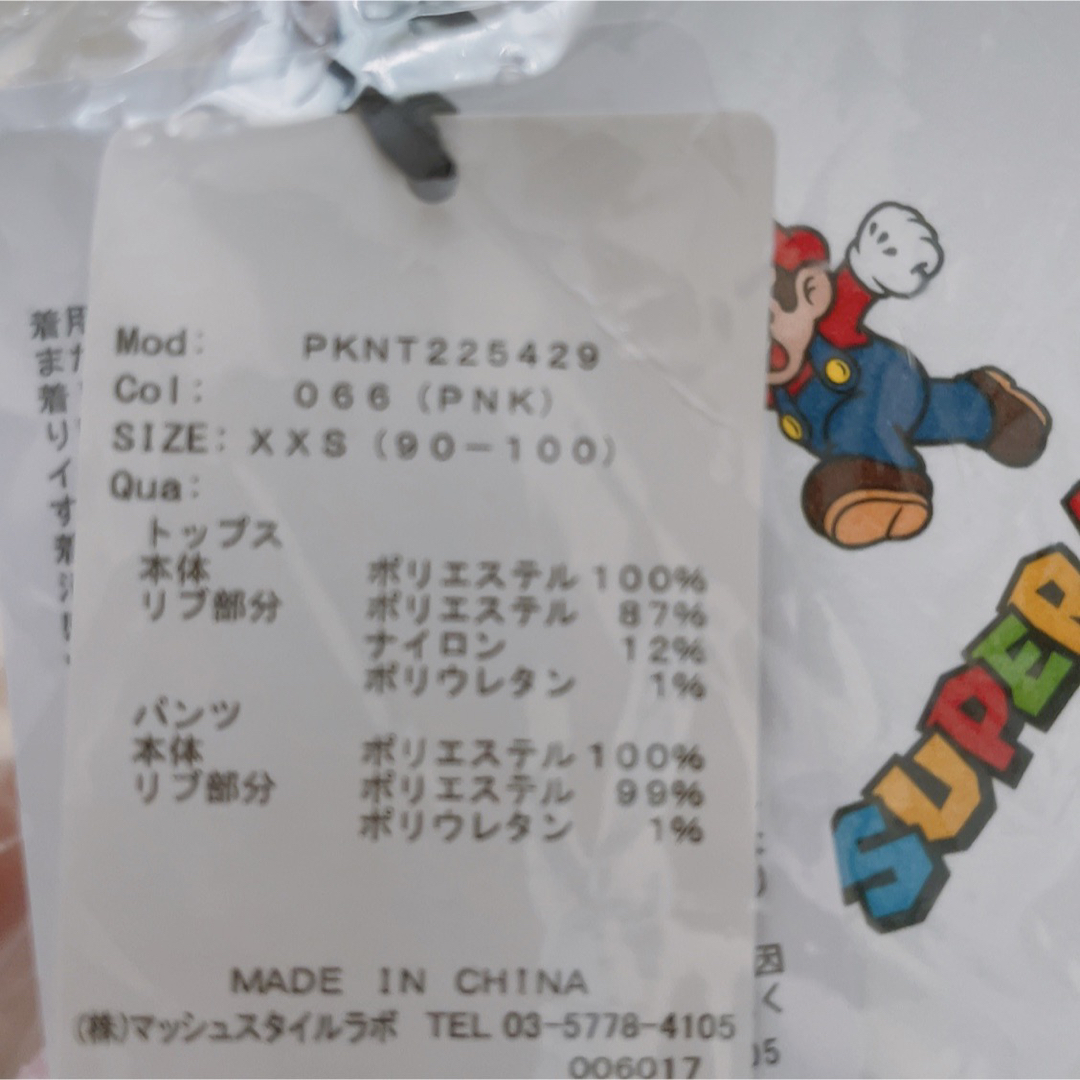 Mod: PKNT225429
Col: 066(PNK)
SIZE: XXS(90-100)
Qua:
トップス
本体 ポリエステル 100%
リブ部分 ポリエステル 87%
ナイロン 12%
ポリウレタン 1%
パンツ
本体 ポリエステル 100%
リブ部分 ポリエステル 99%
ポリウレタン 1%
MADE IN CHINA
(株)マッシュスタイルラボ TEL 03-5778-4105
006017
SUPER